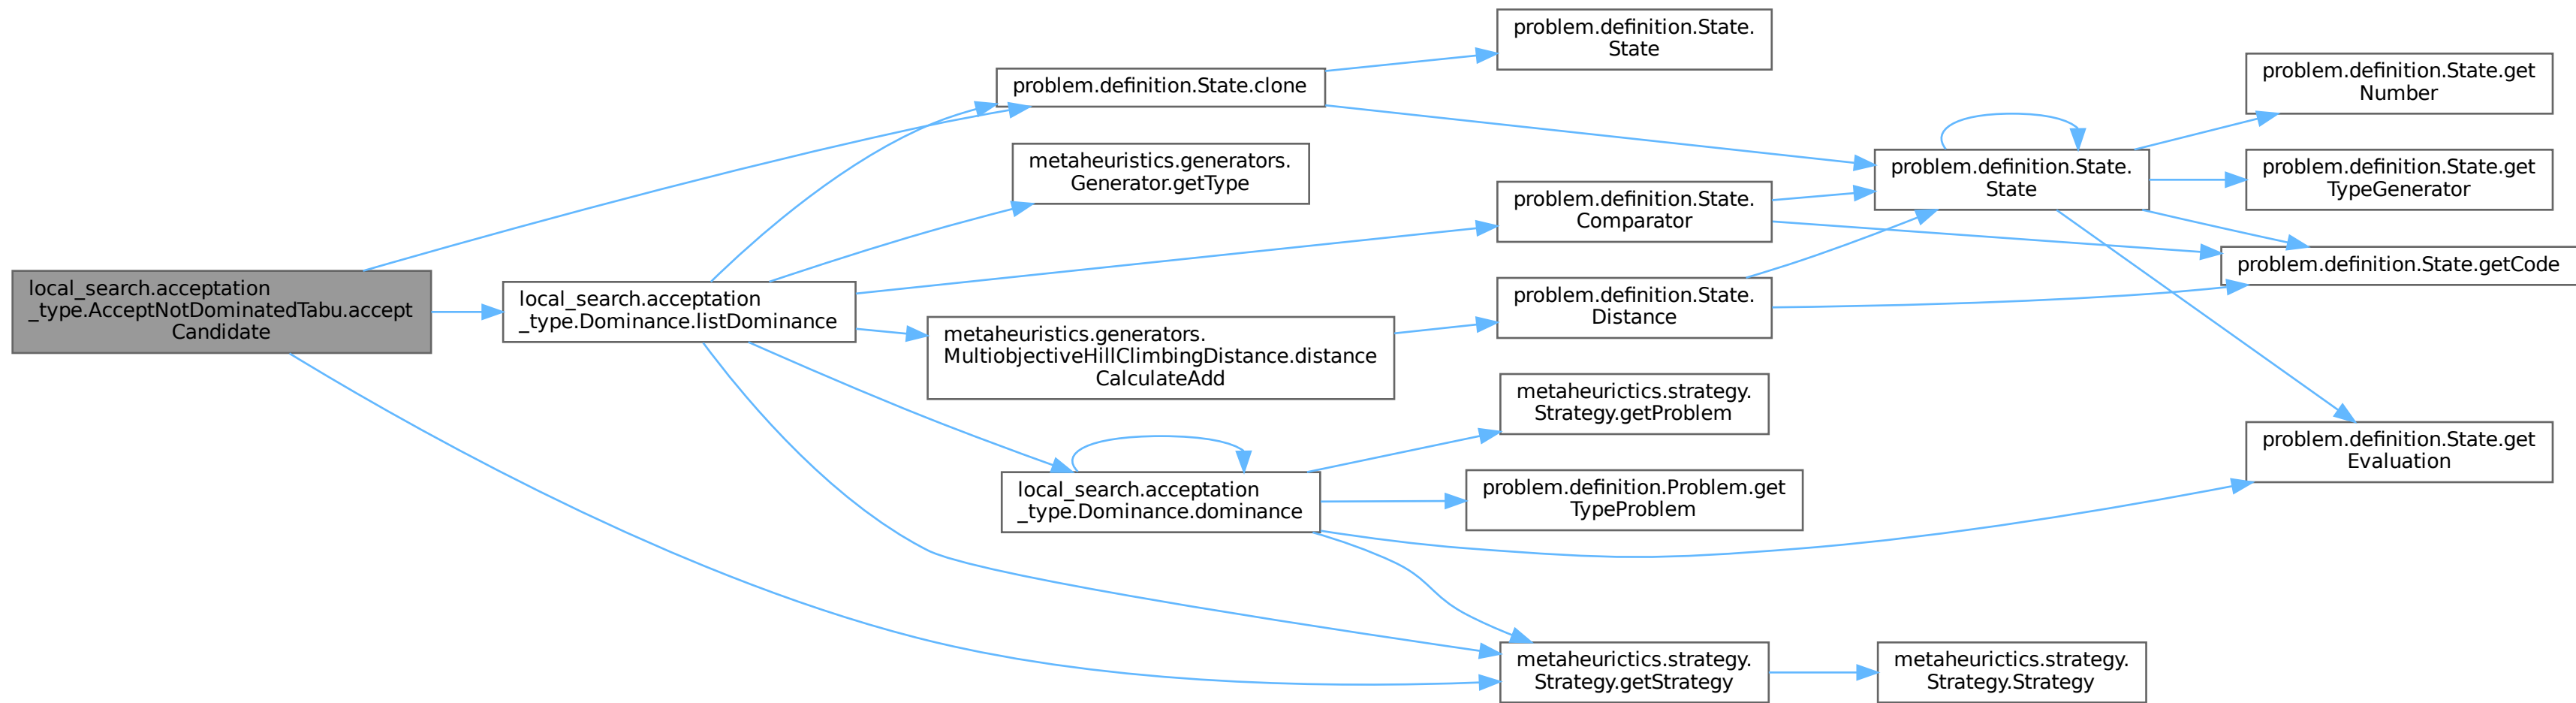 local_search.acceptation
_type.AcceptNotDominatedTabu.accept
Candidate
local_search.acceptation
_type.Dominance.listDominance
problem.definition.State.clone
metaheuristics.generators.
Generator.getType
metaheuristics.generators.
MultiobjectiveHillClimbingDistance.distance
CalculateAdd
local_search.acceptation
_type.Dominance.dominance
problem.definition.State.
State
problem.definition.State.
Comparator
problem.definition.State.
Distance
metaheurictics.strategy.
Strategy.getProblem
problem.definition.Problem.get
TypeProblem
metaheurictics.strategy.
Strategy.getStrategy
problem.definition.State.
State
metaheurictics.strategy.
Strategy.Strategy
problem.definition.State.get
Number
problem.definition.State.get
TypeGenerator
problem.definition.State.getCode
problem.definition.State.get
Evaluation